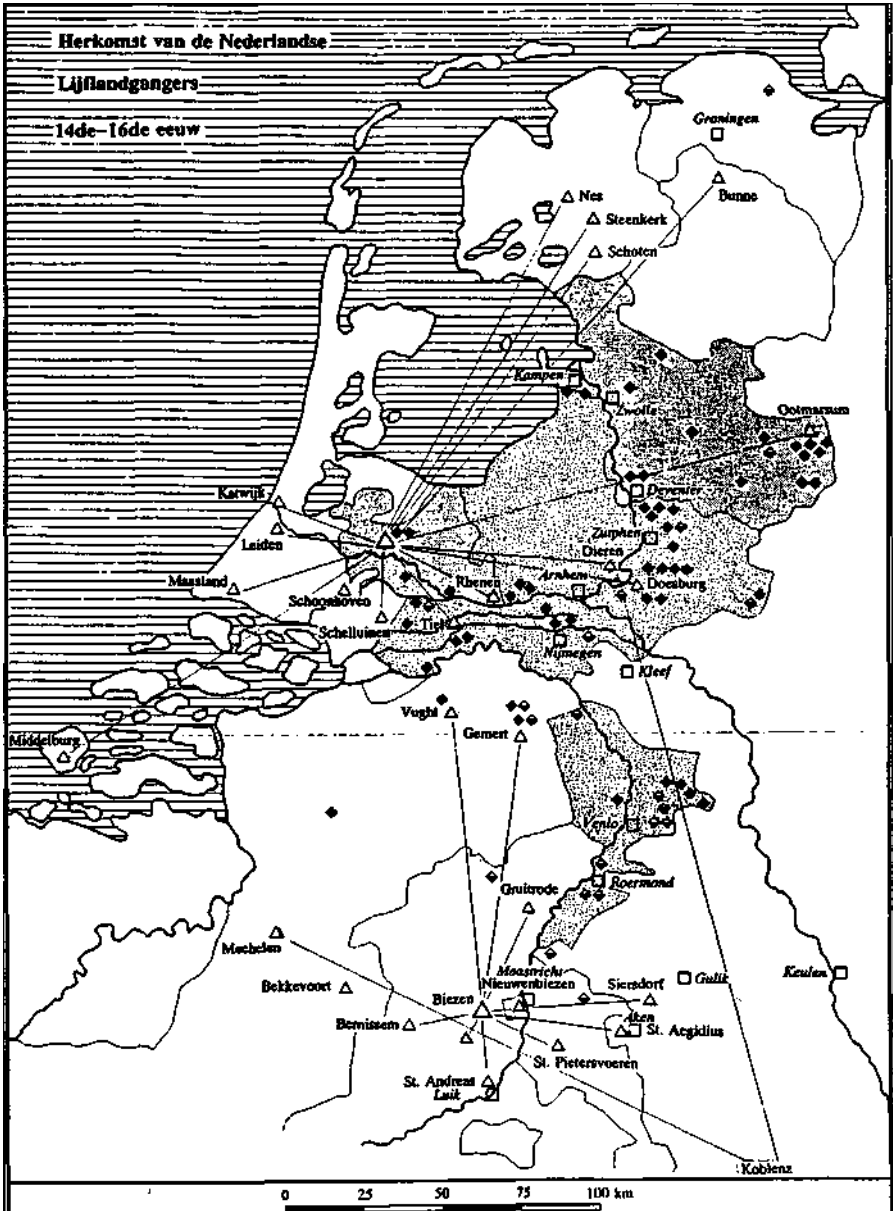 Herkomst van de Nederlandse
Lijflandgangers
14de–16de eeuw
Groningen
Nes
Bunne
Steenkerk
Schoten
Kampen
Zwolle
Ootmarsum
Katwijk
Deventer
Leiden
Zutphen
Dieren
Maasland
Rhenen
Arnhem
Doesburg
Schoonhoven
Schelluinen
Tiel
Nijmegen
Kleef
Vught
Middelburg
Gemert
Venlo
Gruitrode
Roermond
Mechelen
Maastricht
Gulik
Keulen
Bekkevoort
Biezen
Nieuwenbiezen
Siersdorf
Bernissem
Aken
St. Aegidius
St. Pietersvoeren
St. Andreas
Luik
Koblenz
0 25 50 75 100 km